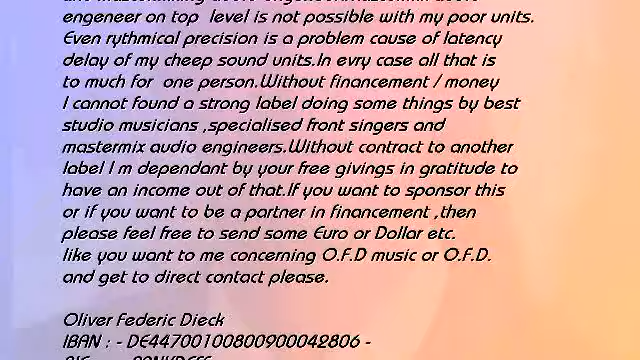 engeneer on top level is not possible with my poor units.
Even rythmical precision is a problem cause of latency
delay of my cheep sound units.In evry case all that is
to much for one person.Without financement / money
I cannot found a strong label doing some things by best
studio musicians ,specialised front singers and
mastermix audio engineers.Without contract to another
label I m dependant by your free givings in gratitude to
have an income out of that.If you want to sponsor this
or if you want to be a partner in financement ,then
please feel free to send some Euro or Dollar etc.
like you want to me concerning O.F.D music or O.F.D.
and get to direct contact please.
Oliver Federic Dieck
IBAN : - DE44700100800900042806 -